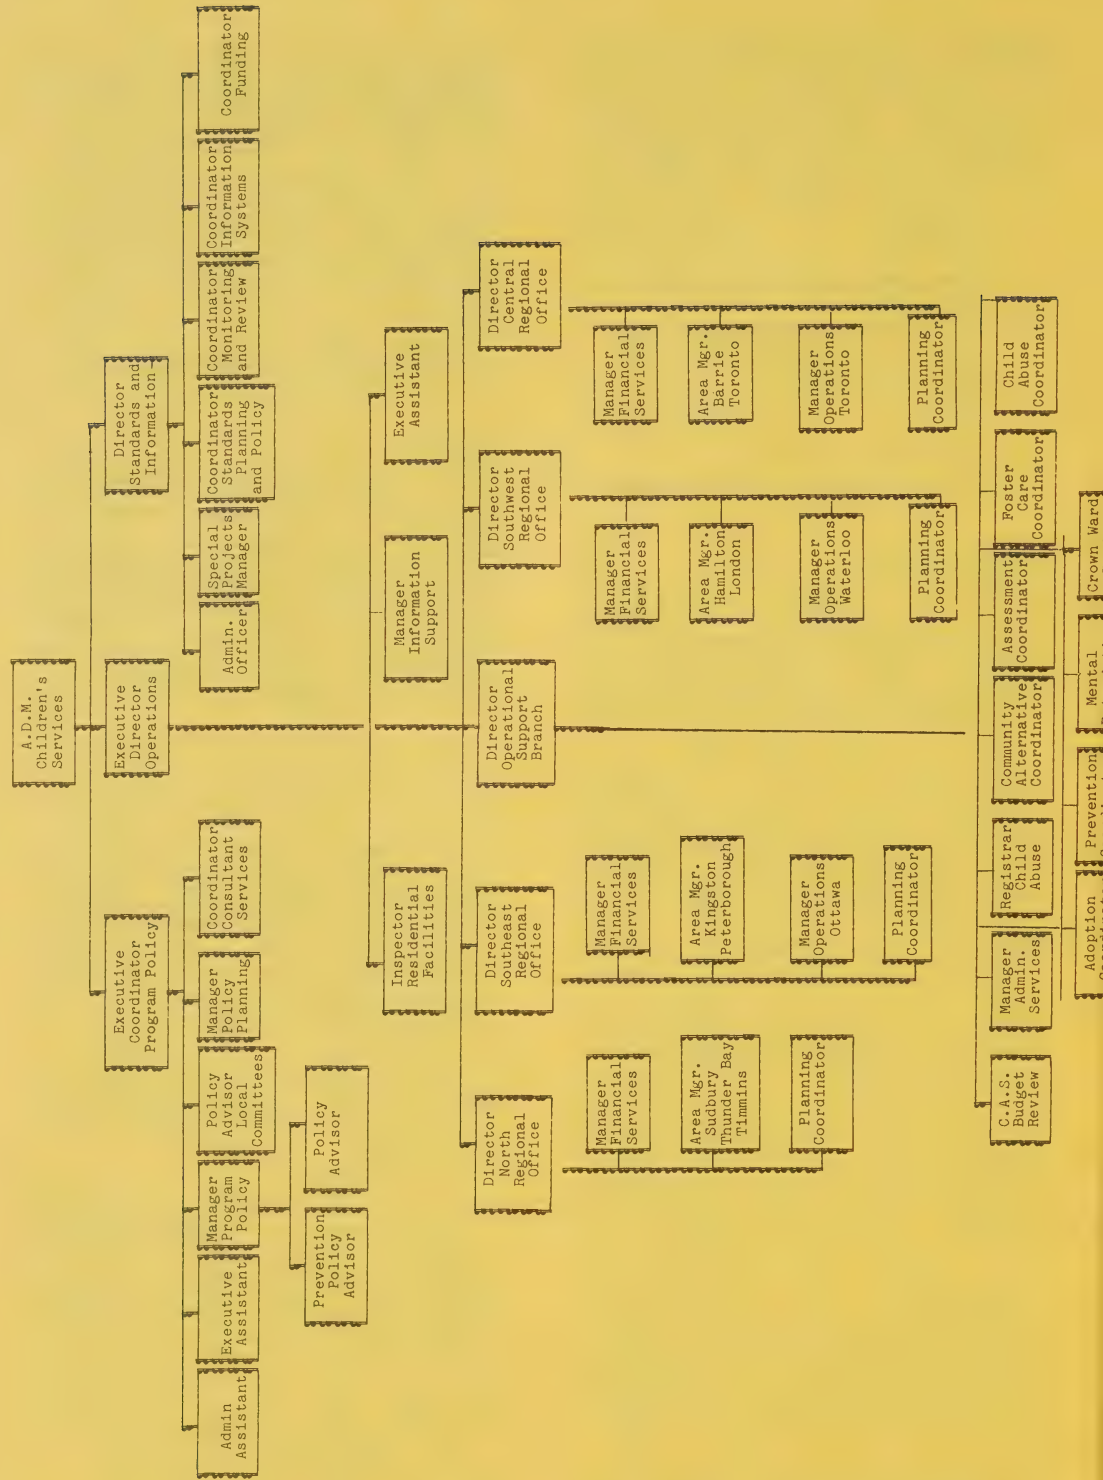 A.D.M.
Children's
Services
Executive
Coordinator
Program Policy
Executive
Director
Operations
Director
Standards and
Information
Admin
Assistant
Executive
Assistant
Manager
Program
Policy
Policy
Advisor
Local
Committees
Manager
Policy
Planning
Coordinator
Consultant
Services
Admin.
Officer
Special
Projects
Manager
Coordinator
Standards
Planning
and Policy
Coordinator
Monitoring
and Review
Coordinator
Information
Systems
Coordinator
Funding
Prevention
Policy
Advisor
Policy
Advisor
Inspector
Residential
Facilities
Manager
Information
Support
Executive
Assistant
Director
North
Regional
Office
Director
Southeast
Regional
Office
Director
Operational
Support
Branch
Director
Southwest
Regional
Office
Director
Central
Regional
Office
Manager
Financial
Services
Area Mgr.
Sudbury
Thunder Bay
Timmins
Planning
Coordinator
Manager
Financial
Services
Area Mgr.
Kingston
Peterborough
Manager
Operations
Ottawa
Planning
Coordinator
Manager
Financial
Services
Area Mgr.
Hamilton
London
Manager
Operations
Waterloo
Planning
Coordinator
Manager
Financial
Services
Area Mgr.
Barrie
Toronto
Manager
Operations
Toronto
Planning
Coordinator
C.A.S.
Budget
Review
Manager
Admin.
Services
Registrar
Child
Abuse
Community
Alternative
Coordinator
Assessment
Coordinator
Foster
Care
Coordinator
Child
Abuse
Coordinator
Adoption
Prevention
Mental
Crown Ward